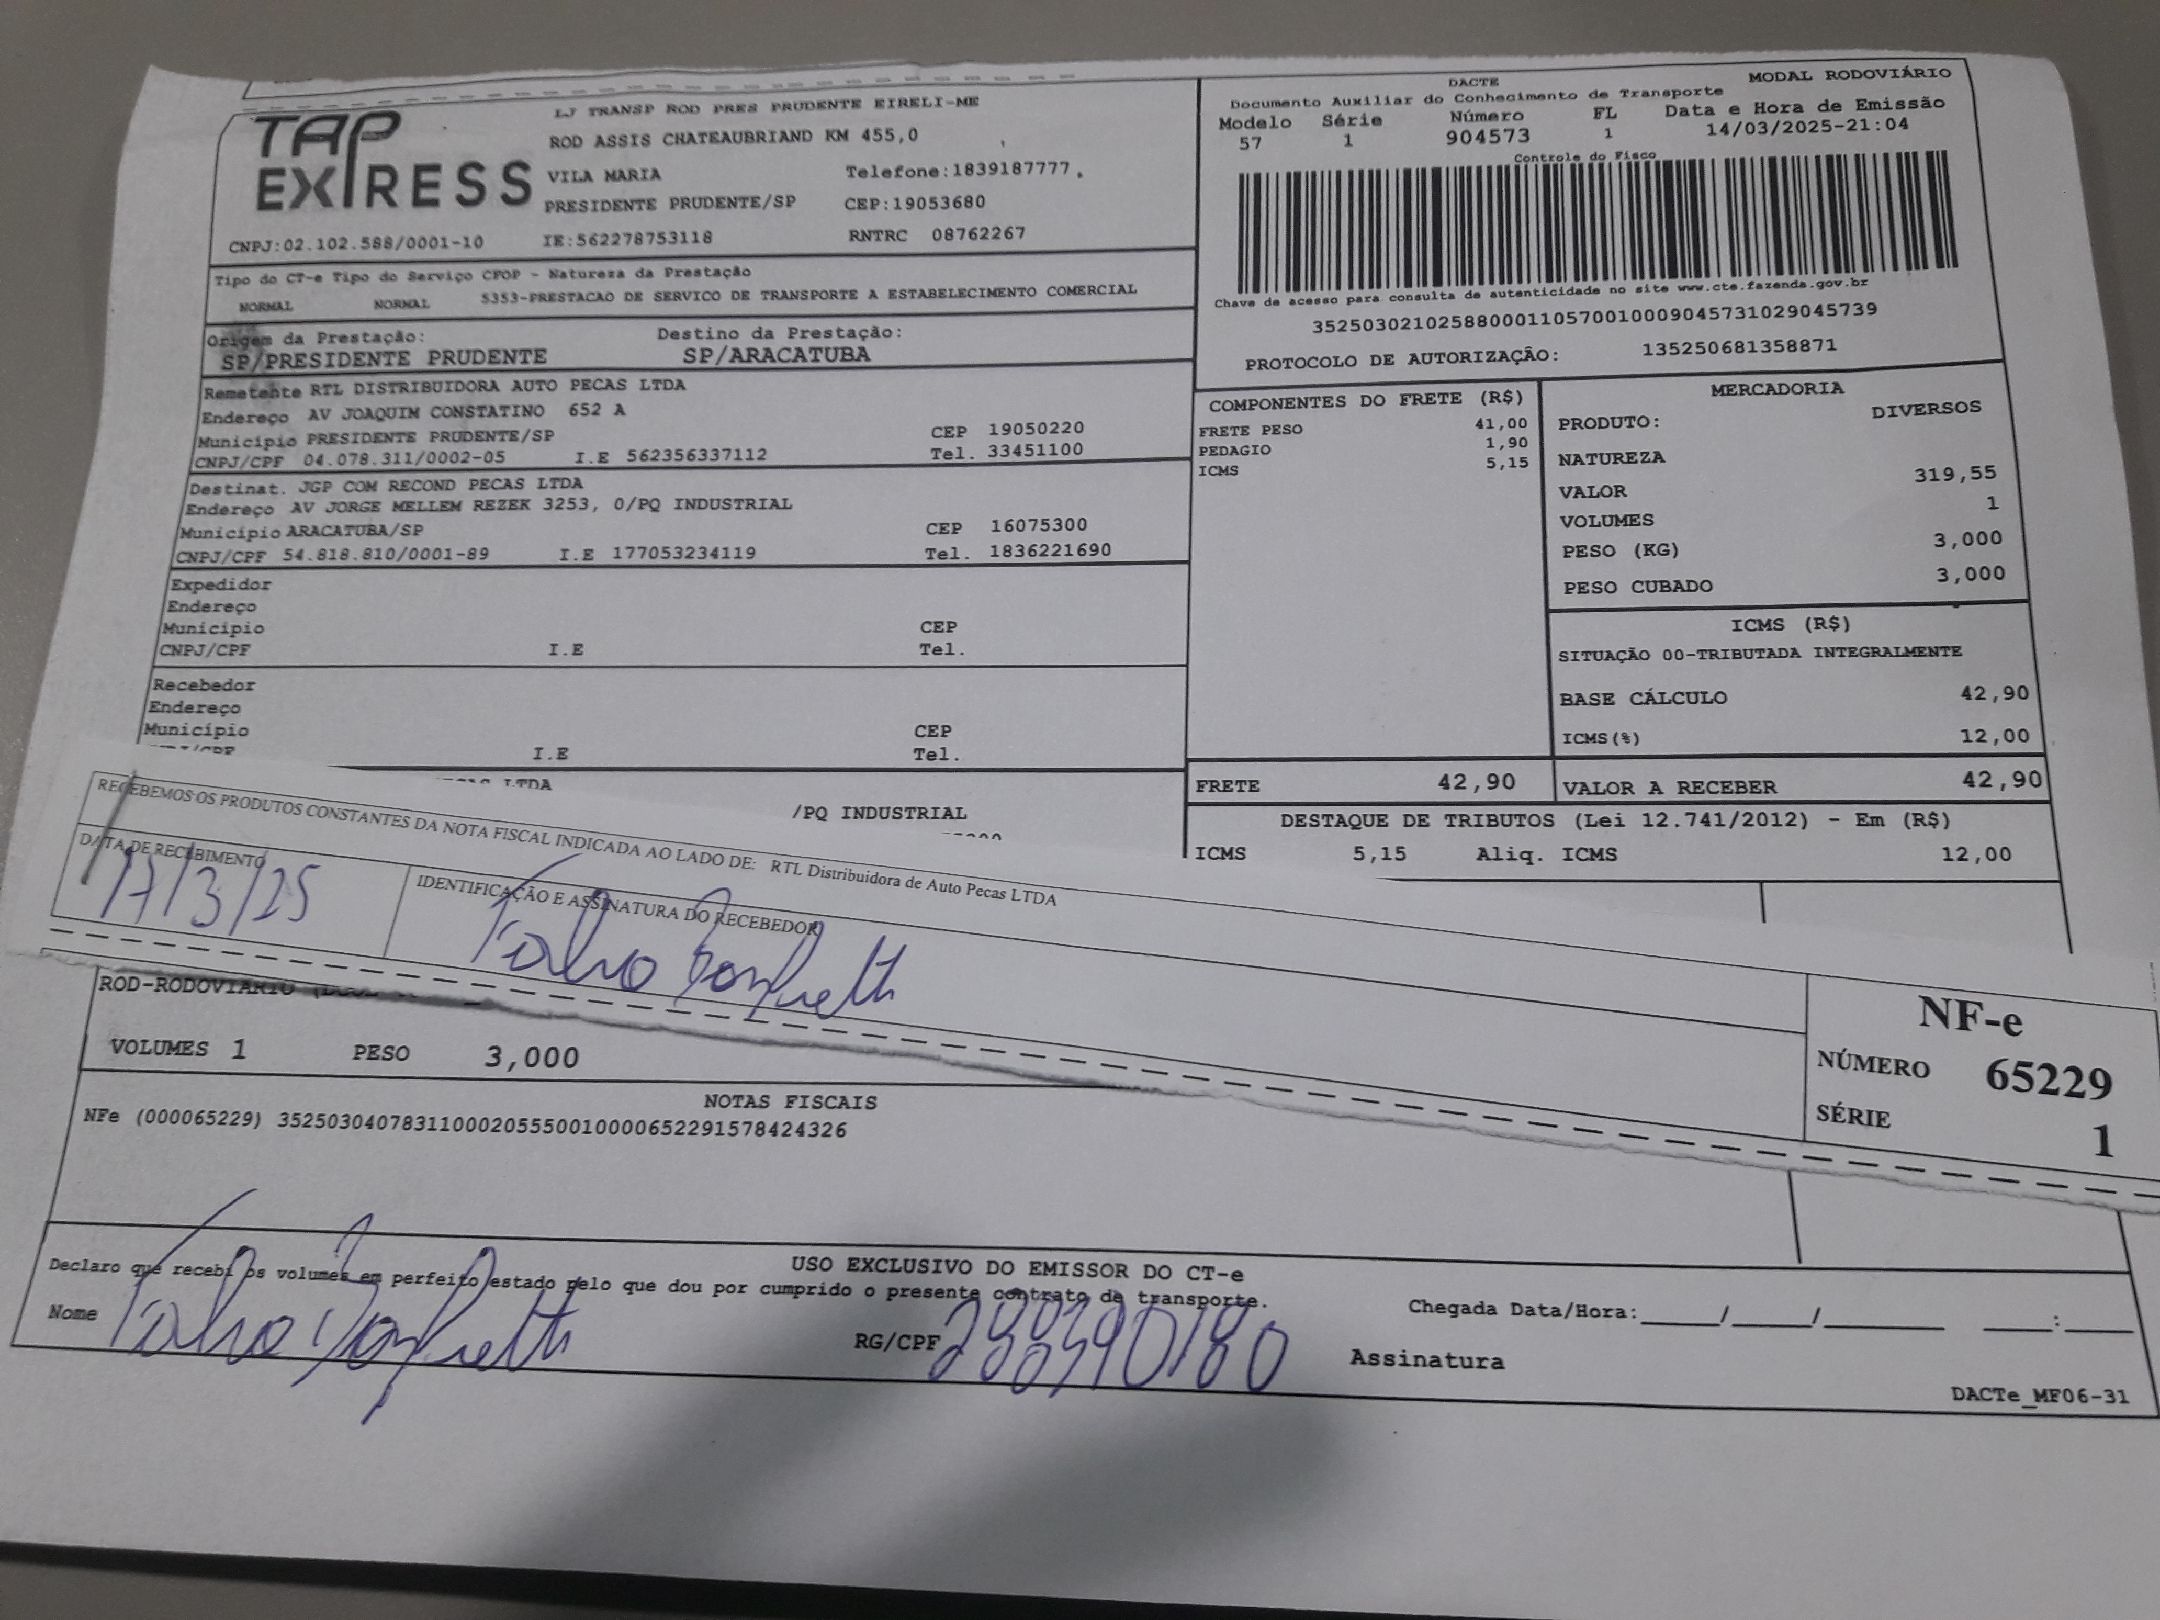 TAP EXPRESS
LJ TRANSP ROD PRES PRUDENTE EIRELI-ME
ROD ASSIS CHATEAUBRIAND KM 455,0
VILA MARIA Telefone:1839187777
PRESIDENTE PRUDENTE/SP CEP:19053680
CNPJ:02.102.588/0001-10 IE:562278753118 RNTRC 08762267
DACTE MODAL RODOVIÁRIO
Documento Auxiliar do Conhecimento de Transporte
Modelo Série Número FL Data e Hora de Emissão
57 1 904573 1 14/03/2025-21:04
Controle do Fisco
Chave de acesso para consulta de autenticidade no site www.cte.fazenda.gov.br
35250302102588000110570010009045731029045739
PROTOCOLO DE AUTORIZAÇÃO: 135250681358871
Tipo do CT-e Tipo do Serviço CFOP - Natureza da Prestação
NORMAL NORMAL 5353-PRESTACAO DE SERVICO DE TRANSPORTE A ESTABELECIMENTO COMERCIAL
Origem da Prestação: Destino da Prestação:
SP/PRESIDENTE PRUDENTE SP/ARACATUBA
Remetente RTL DISTRIBUIDORA AUTO PECAS LTDA
Endereço AV JOAQUIM CONSTATINO 652 A
Município PRESIDENTE PRUDENTE/SP CEP 19050220
CNPJ/CPF 04.078.311/0002-05 I.E 562356337112 Tel. 33451100
Destinat. JGP COM RECOND PECAS LTDA
Endereço AV JORGE MELLEM REZEK 3253, 0/PQ INDUSTRIAL
Município ARACATUBA/SP CEP 16075300
CNPJ/CPF 54.818.810/0001-89 I.E 177053234119 Tel. 1836221690
Expedidor
Endereço
Município CEP
CNPJ/CPF I.E Tel.
Recebedor
Endereço
Município CEP
I.E Tel.
LTDA
/PQ INDUSTRIAL
COMPONENTES DO FRETE (R$)
FRETE PESO 41,00
PEDAGIO 1,90
ICMS 5,15
MERCADORIA
PRODUTO: DIVERSOS
NATUREZA
VALOR 319,55
VOLUMES 1
PESO (KG) 3,000
PESO CUBADO 3,000
ICMS (R$)
SITUAÇÃO 00-TRIBUTADA INTEGRALMENTE
BASE CÁLCULO 42,90
ICMS(%) 12,00
FRETE 42,90 VALOR A RECEBER 42,90
DESTAQUE DE TRIBUTOS (Lei 12.741/2012) - Em (R$)
ICMS 5,15 Aliq. ICMS 12,00
RECEBEMOS OS PRODUTOS CONSTANTES DA NOTA FISCAL INDICADA AO LADO DE: RTL Distribuidora de Auto Pecas LTDA
DATA DE RECEBIMENTO IDENTIFICAÇÃO E ASSINATURA DO RECEBEDOR
17/3/25
NF-e
NÚMERO 65229
SÉRIE 1
ROD-RODOVIÁRIO
VOLUMES 1 PESO 3,000
NOTAS FISCAIS
NFe (000065229) 35250304078311000205550010000652291578424326
USO EXCLUSIVO DO EMISSOR DO CT-e
Declaro que recebi os volumes em perfeito estado pelo que dou por cumprido o presente contrato de transporte.
Nome RG/CPF 288390180 Chegada Data/Hora:____/____/______ ___:___
Assinatura
DACTe_MF06-31